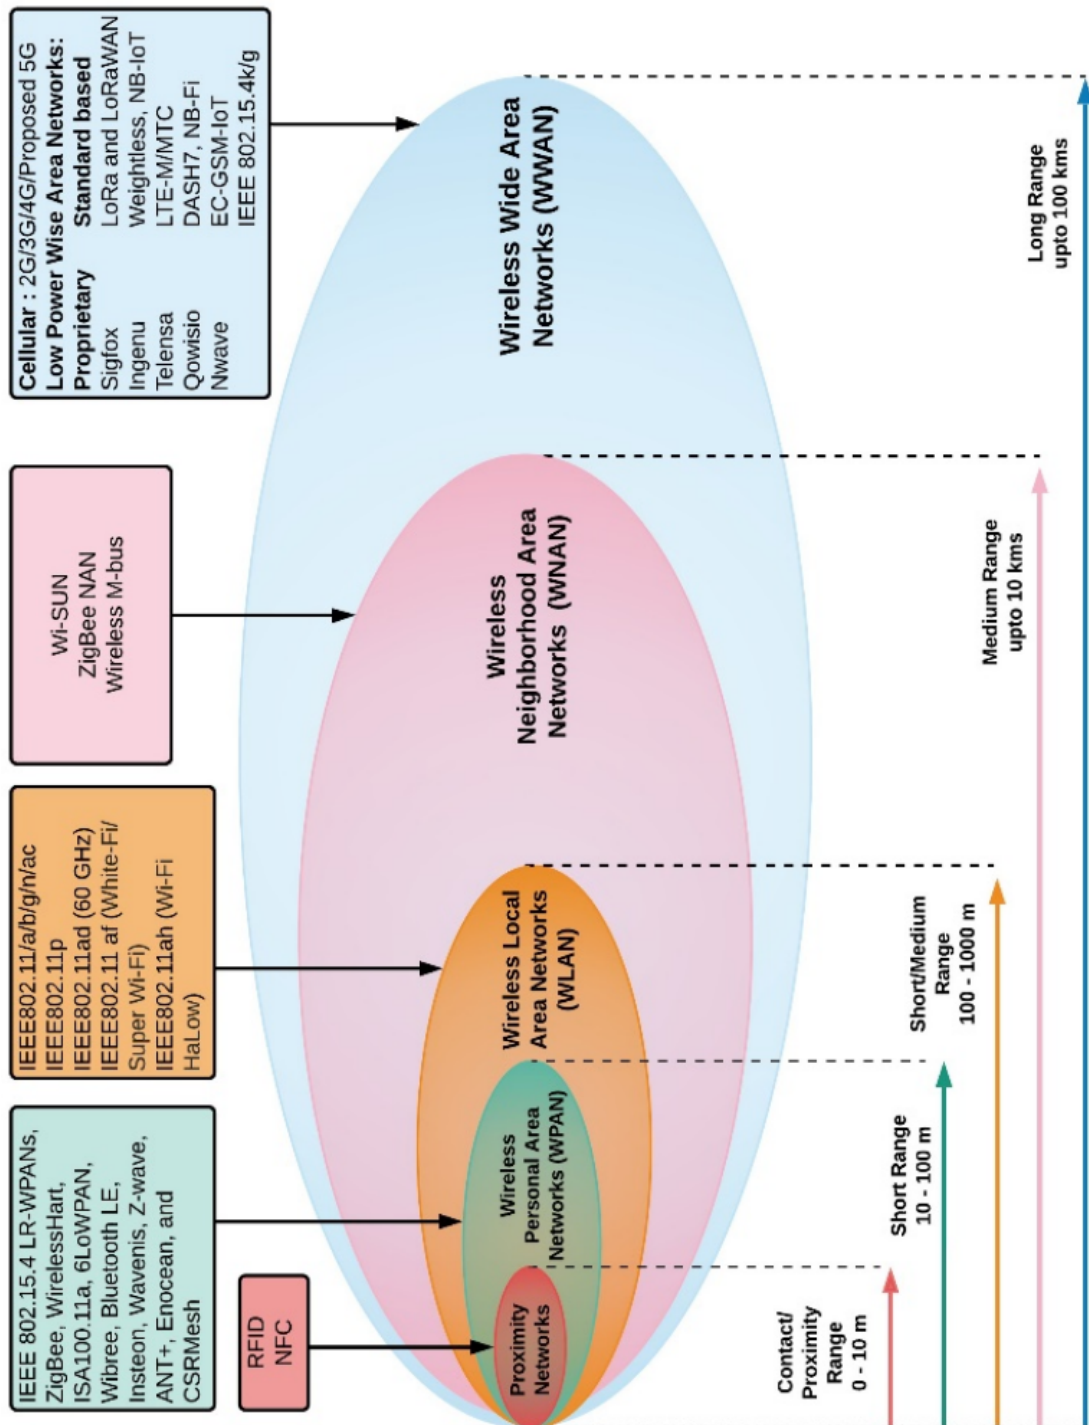 IEEE 802.15.4 LR-WPANs,
ZigBee, WirelessHart,
ISA100.11a, 6LoWPAN,
Wibree, Bluetooth LE,
Insteon, Wavenis, Z-wave,
ANT+, Enocean, and
CSRMesh
IEEE802.11/a/b/g/n/ac
IEEE802.11p
IEEE802.11ad (60 GHz)
IEEE802.11 af (White-Fi/
Super Wi-Fi)
IEEE802.11ah (Wi-Fi
HaLow)
Wi-SUN
ZigBee NAN
Wireless M-bus
Cellular : 2G/3G/4G/Proposed 5G
Low Power Wise Area Networks:
Proprietary Standard based
Sigfox LoRa and LoRaWAN
Ingenu Weightless, NB-IoT
Telensa LTE-M/MTC
Qowisio DASH7, NB-Fi
Nwave EC-GSM-IoT
IEEE 802.15.4k/g
RFID
NFC
Proximity
Networks
Wireless
Personal Area
Networks (WPAN)
Wireless Local
Area Networks
(WLAN)
Wireless
Neighborhood Area
Networks (WNAN)
Wireless Wide Area
Networks (WWAN)
Contact/
Proximity
Range
0 - 10 m
Short Range
10 - 100 m
Short/Medium
Range
100 - 1000 m
Medium Range
upto 10 kms
Long Range
upto 100 kms